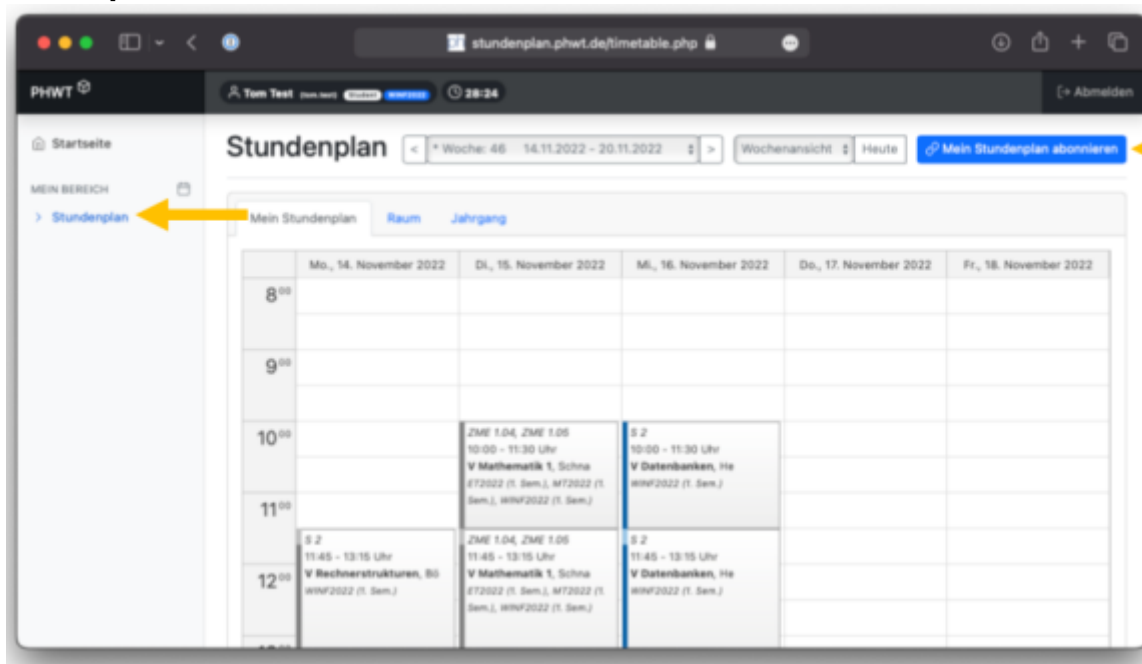 stundenplan.phwt.de/timetable.php
PHWT
Tom Test (tom.test) Student WINF2022 28:24
Abmelden
Startseite
MEIN BEREICH
> Stundenplan
Stundenplan < * Woche: 46 14.11.2022 - 20.11.2022 > Wochenansicht Heute Mein Stundenplan abonnieren
Mein Stundenplan Raum Jahrgang
Mo., 14. November 2022 Di., 15. November 2022 Mi., 16. November 2022 Do., 17. November 2022 Fr., 18. November 2022
8 00
9 00
10 00
ZME 1.04, ZME 1.05
10:00 - 11:30 Uhr
V Mathematik 1, Schna
ET2022 (1. Sem.), MT2022 (1.
Sem.), WINF2022 (1. Sem.)
S 2
10:00 - 11:30 Uhr
V Datenbanken, He
WINF2022 (1. Sem.)
11 00
S 2
11:45 - 13:15 Uhr
V Rechnerstrukturen, Bö
WINF2022 (1. Sem.)
ZME 1.04, ZME 1.05
11:45 - 13:15 Uhr
V Mathematik 1, Schna
ET2022 (1. Sem.), MT2022 (1.
Sem.), WINF2022 (1. Sem.)
S 2
11:45 - 13:15 Uhr
V Datenbanken, He
WINF2022 (1. Sem.)
12 00